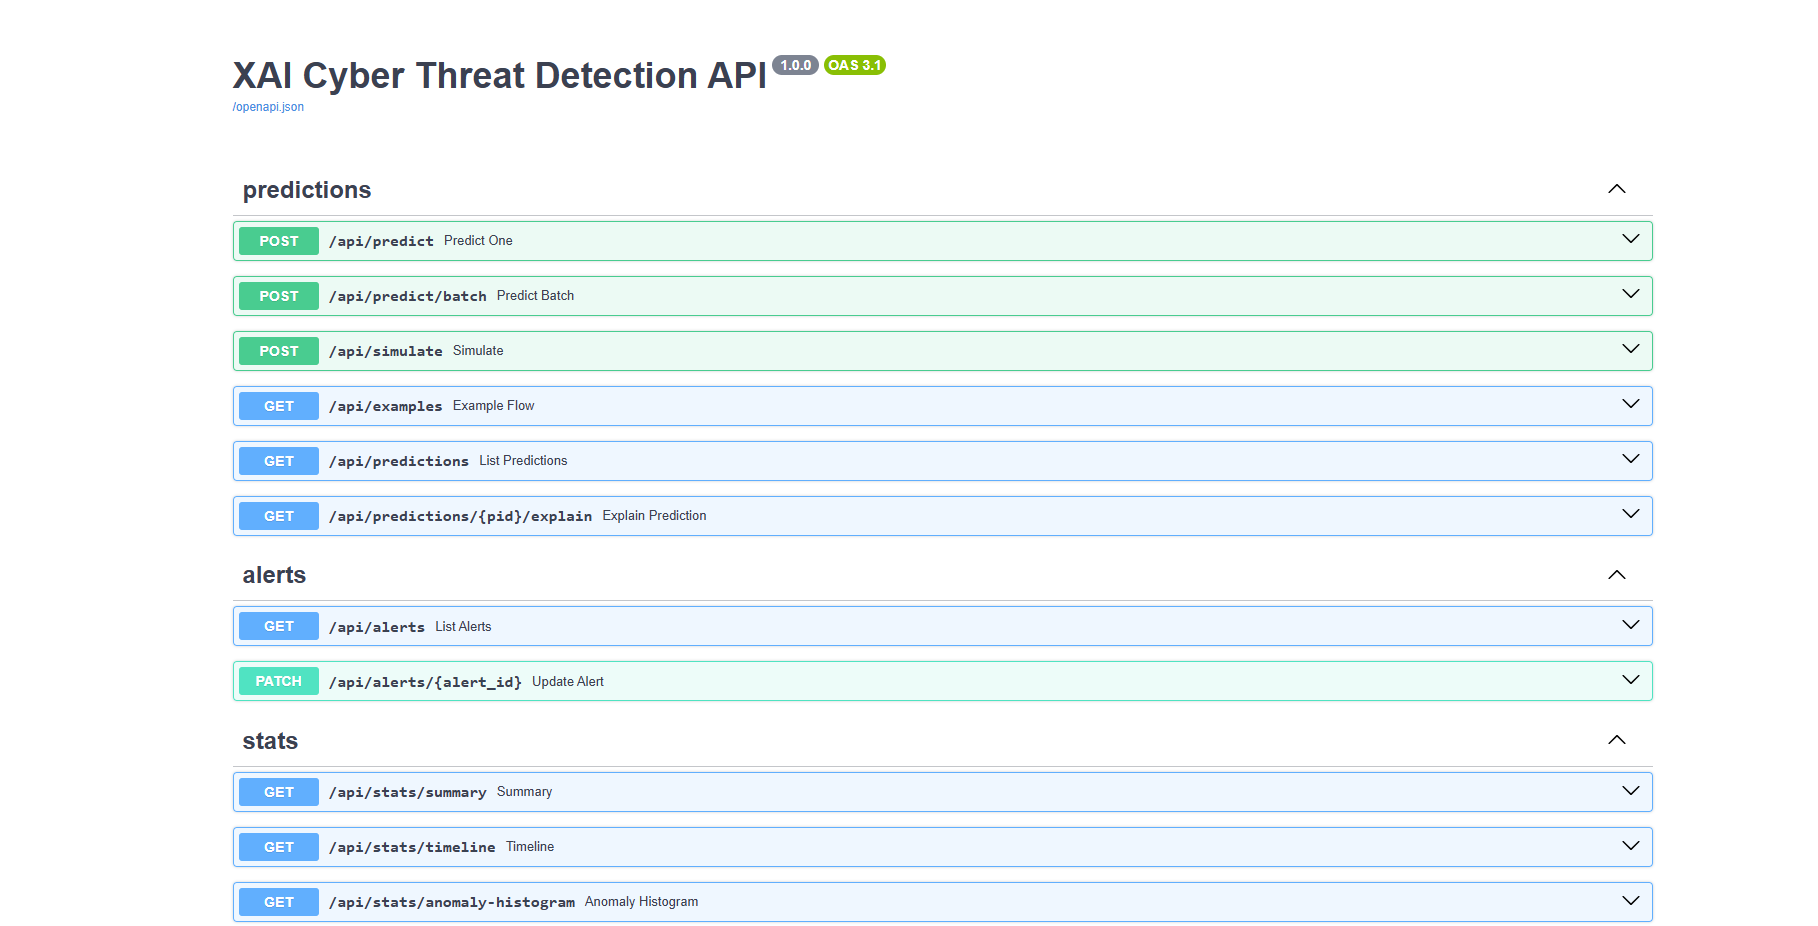 XAI Cyber Threat Detection API 1.0.0 OAS 3.1
/openapi.json
predictions
POST /api/predict Predict One
POST /api/predict/batch Predict Batch
POST /api/simulate Simulate
GET /api/examples Example Flow
GET /api/predictions List Predictions
GET /api/predictions/{pid}/explain Explain Prediction
alerts
GET /api/alerts List Alerts
PATCH /api/alerts/{alert_id} Update Alert
stats
GET /api/stats/summary Summary
GET /api/stats/timeline Timeline
GET /api/stats/anomaly-histogram Anomaly Histogram